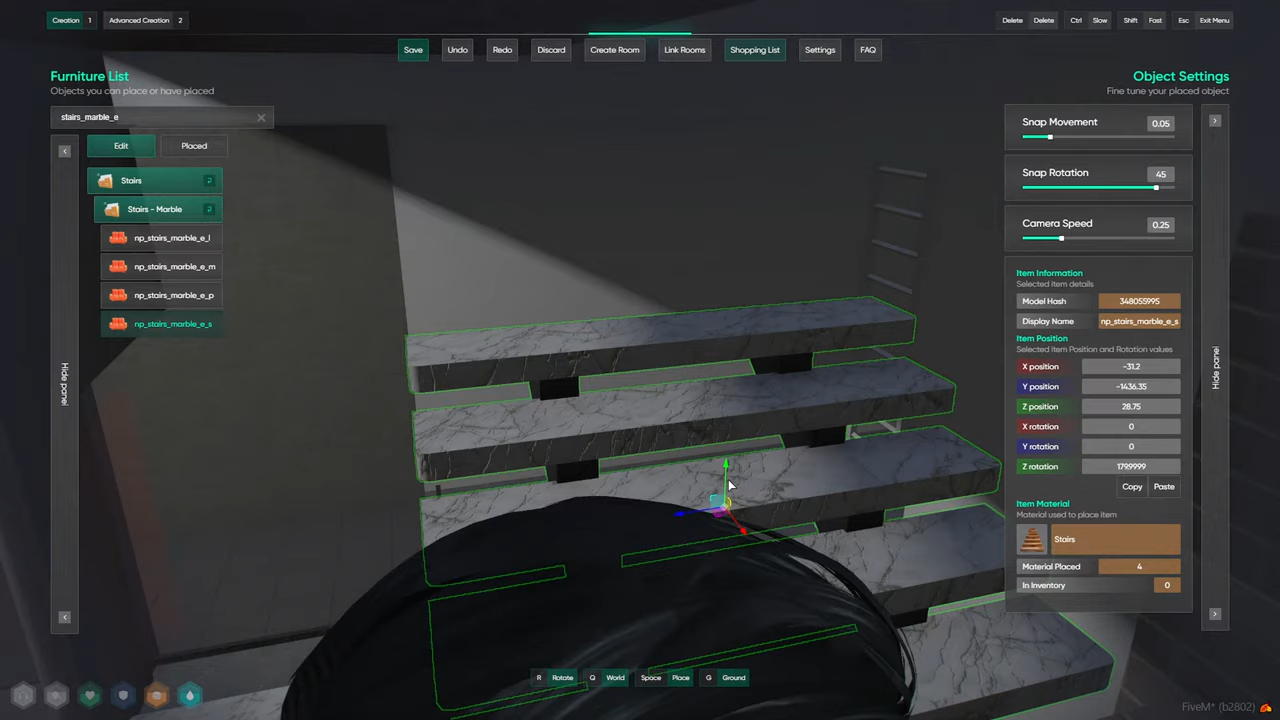 Creation 1 Advanced Creation 2
Delete Delete Ctrl Slow Shift Fast Esc Exit Menu
Save Undo Redo Discard Create Room Link Rooms Shopping List Settings FAQ
Furniture List
Objects you can place or have placed
stairs_marble_e
Edit Placed
Stairs
Stairs - Marble
np_stairs_marble_e_l
np_stairs_marble_e_m
np_stairs_marble_e_p
np_stairs_marble_e_s
Hide panel
Object Settings
Fine tune your placed object
Snap Movement 0.05
Snap Rotation 45
Camera Speed 0.25
Item Information
Selected item details
Model Hash 348055995
Display Name np_stairs_marble_e_s
Item Position
Selected Item Position and Rotation values
X position -31.2
Y position -1436.35
Z position 28.75
X rotation 0
Y rotation 0
Z rotation 179.9999
Copy Paste
Item Material
Material used to place item
Stairs
Material Placed 4
In Inventory 0
Hide panel
R Rotate Q World Space Place G Ground
FiveM* (b2802)